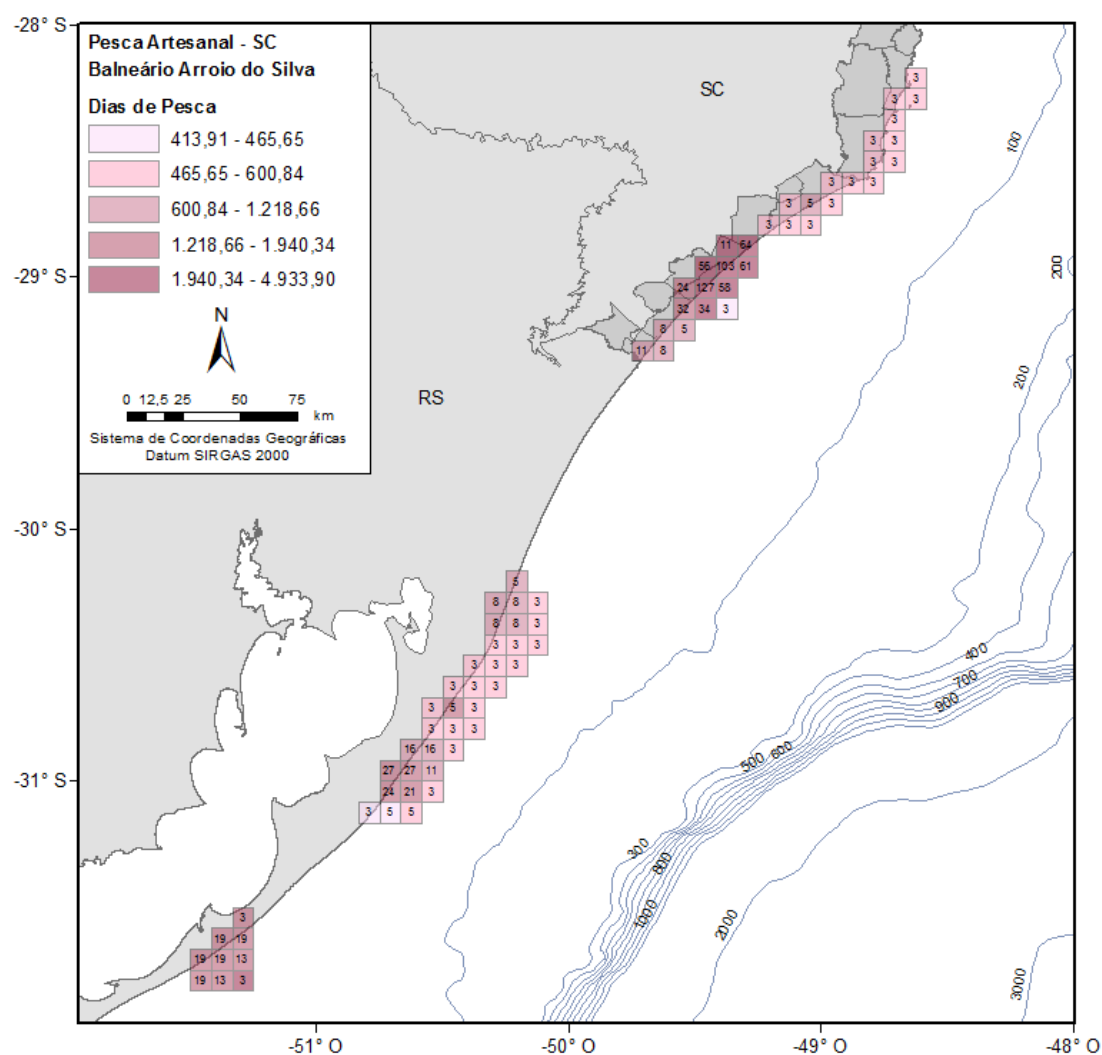 -28° S
Pesca Artesanal - SC
Balneário Arroio do Silva
Dias de Pesca
413,91 - 465,65
465,65 - 600,84
600,84 - 1.218,66
1.218,66 - 1.940,34
1.940,34 - 4.933,90
N
0 12,5 25 50 75
km
Sistema de Coordenadas Geográficas
Datum SIRGAS 2000
SC
RS
100
200
200
3
3 3
3
3 3
3 3
3 3 3
3 5 3
3 3 3
11 64
56 103 61
-29° S
24 127 58
32 34 3
8 5
11 8
-30° S
5
8 8 3
8 8 3
3 3 3
3 3 3
3 3 3
3 5 3
3 3 3
16 16 3
27 27 11
-31° S
24 21 3
3 5 5
400
700
900
500
600
300
800
1000
2000
3000
3
19 19
19 19 13
19 13 3
-51° O
-50° O
-49° O
-48° O